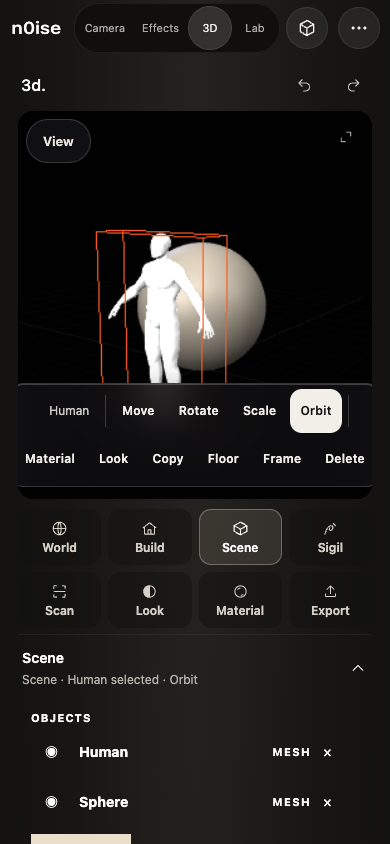 n0ise Camera Effects 3D Lab
3d.
View
Human Move Rotate Scale Orbit
Material Look Copy Floor Frame Delete
World Build Scene Sigil
Scan Look Material Export
Scene
Scene · Human selected · Orbit
OBJECTS
Human MESH ×
Sphere MESH ×